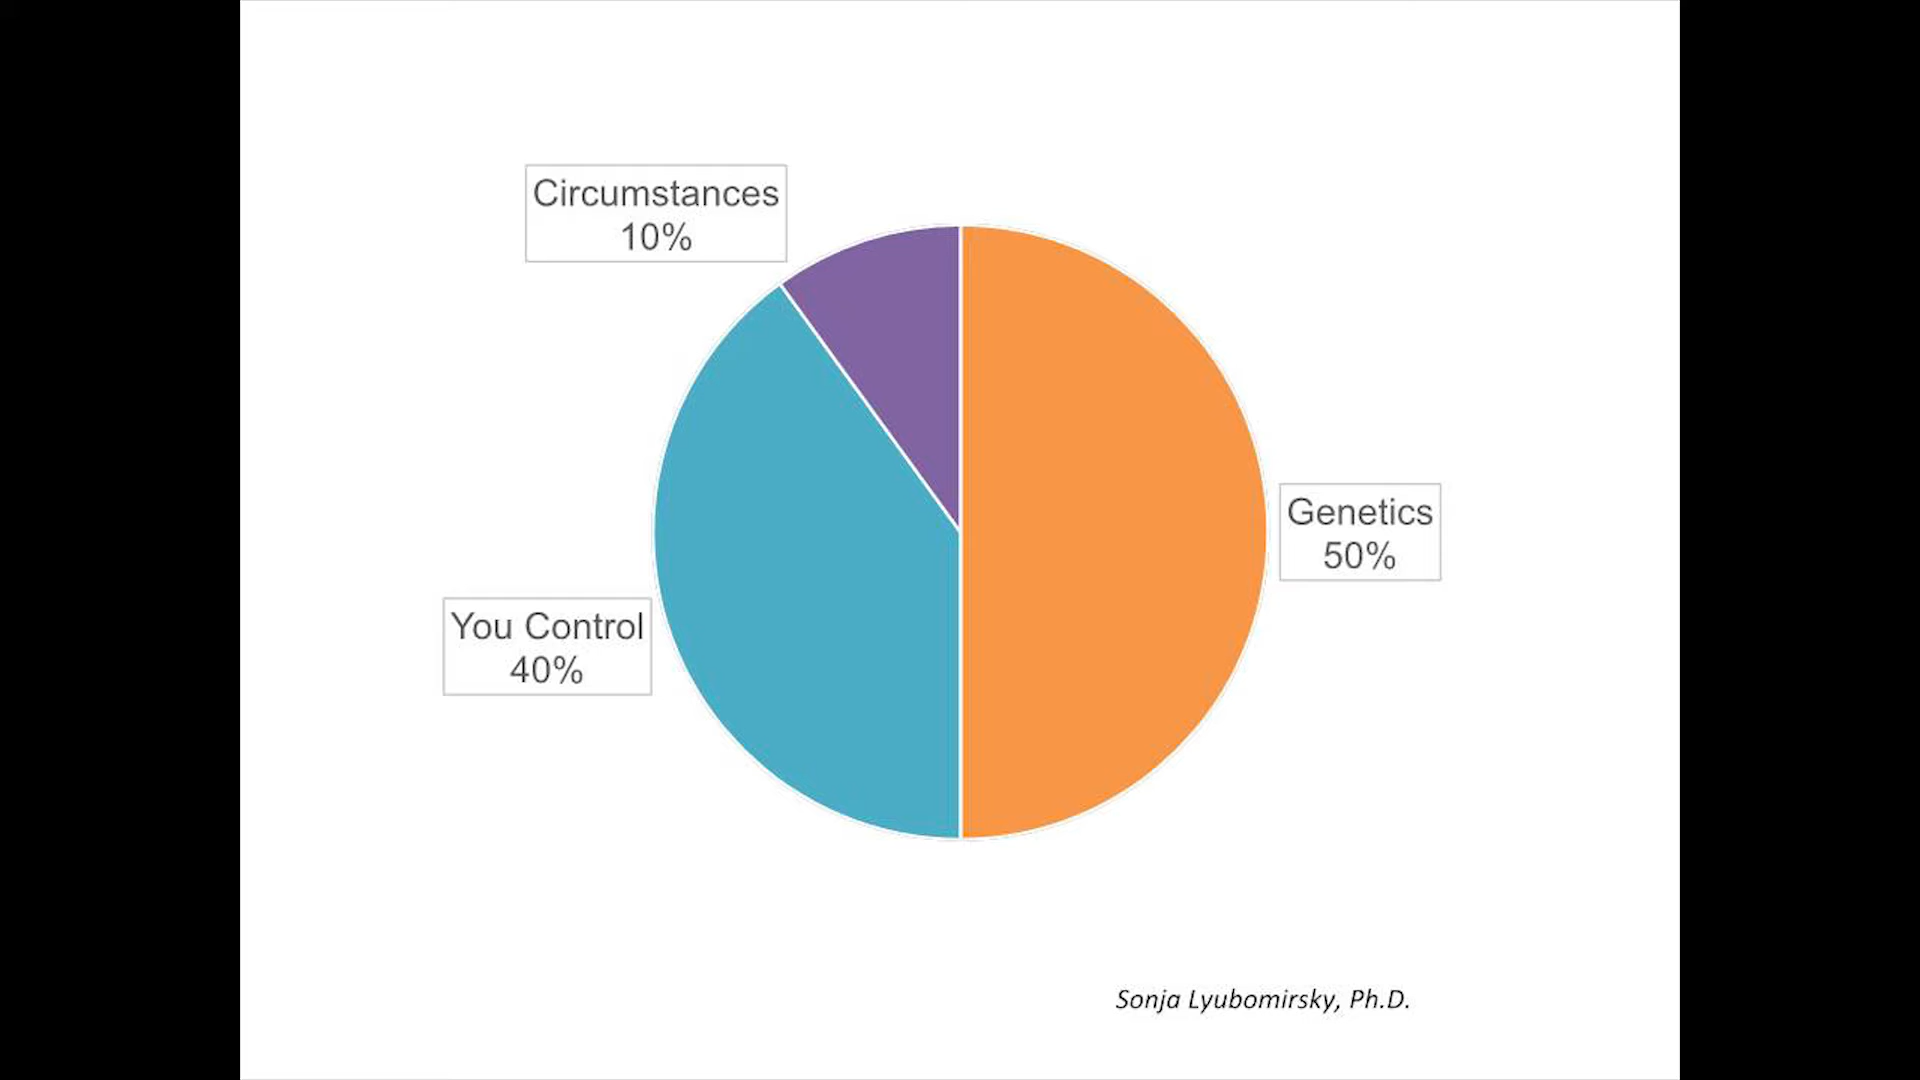 Circumstances
10%
Genetics
50%
You Control
40%
Sonja Lyubomirsky, Ph.D.